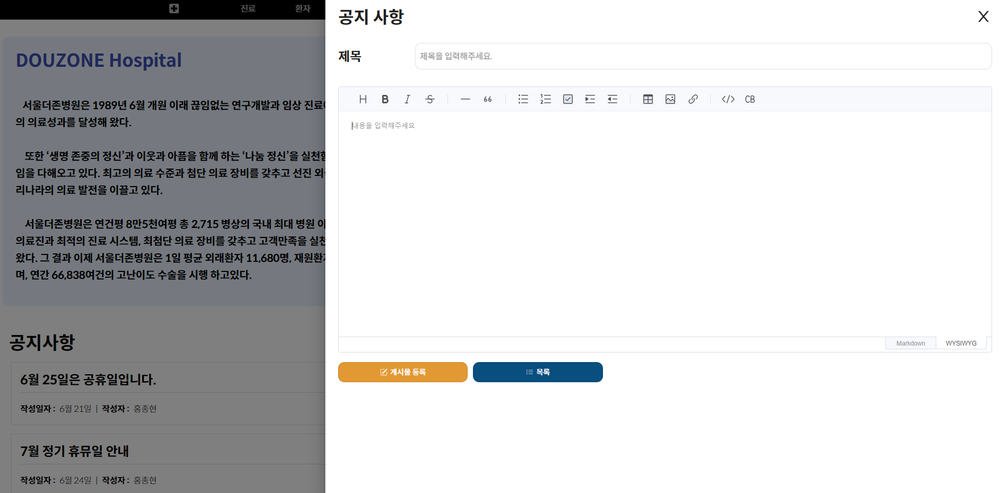 진료 환자
DOUZONE Hospital
서울더존병원은 1989년 6월 개원 이래 끊임없는 연구개발과 임상 진료
의 의료성과를 달성해 왔다.
또한 ‘생명 존중의 정신’과 이웃과 아픔을 함께 하는 ‘나눔 정신’을 실천함
임을 다해오고 있다. 최고의 의료 수준과 첨단 의료 장비를 갖추고 선진
리나라의 의료 발전을 이끌고 있다.
서울더존병원은 연건평 8만5천여평 총 2,715 병상의 국내 최대 병원
의료진과 최적의 진료 시스템, 최첨단 의료 장비를 갖추고 고객만족을 실천
왔다. 그 결과 이제 서울더존병원은 1일 평균 외래환자 11,680명, 재원환자
며, 연간 66,838여건의 고난이도 수술을 시행 하고있다.
공지사항
6월 25일은 공휴일입니다.
작성일자 : 6월 21일 | 작성자 : 홍종현
7월 정기 휴뮤일 안내
작성일자 : 6월 24일 | 작성자 : 홍종현
공지 사항
X
제목
제목을 입력해주세요.
H B I S 66 </> CB
내용을 입력해주세요.
Markdown WYSIWYG
게시물 등록 목록